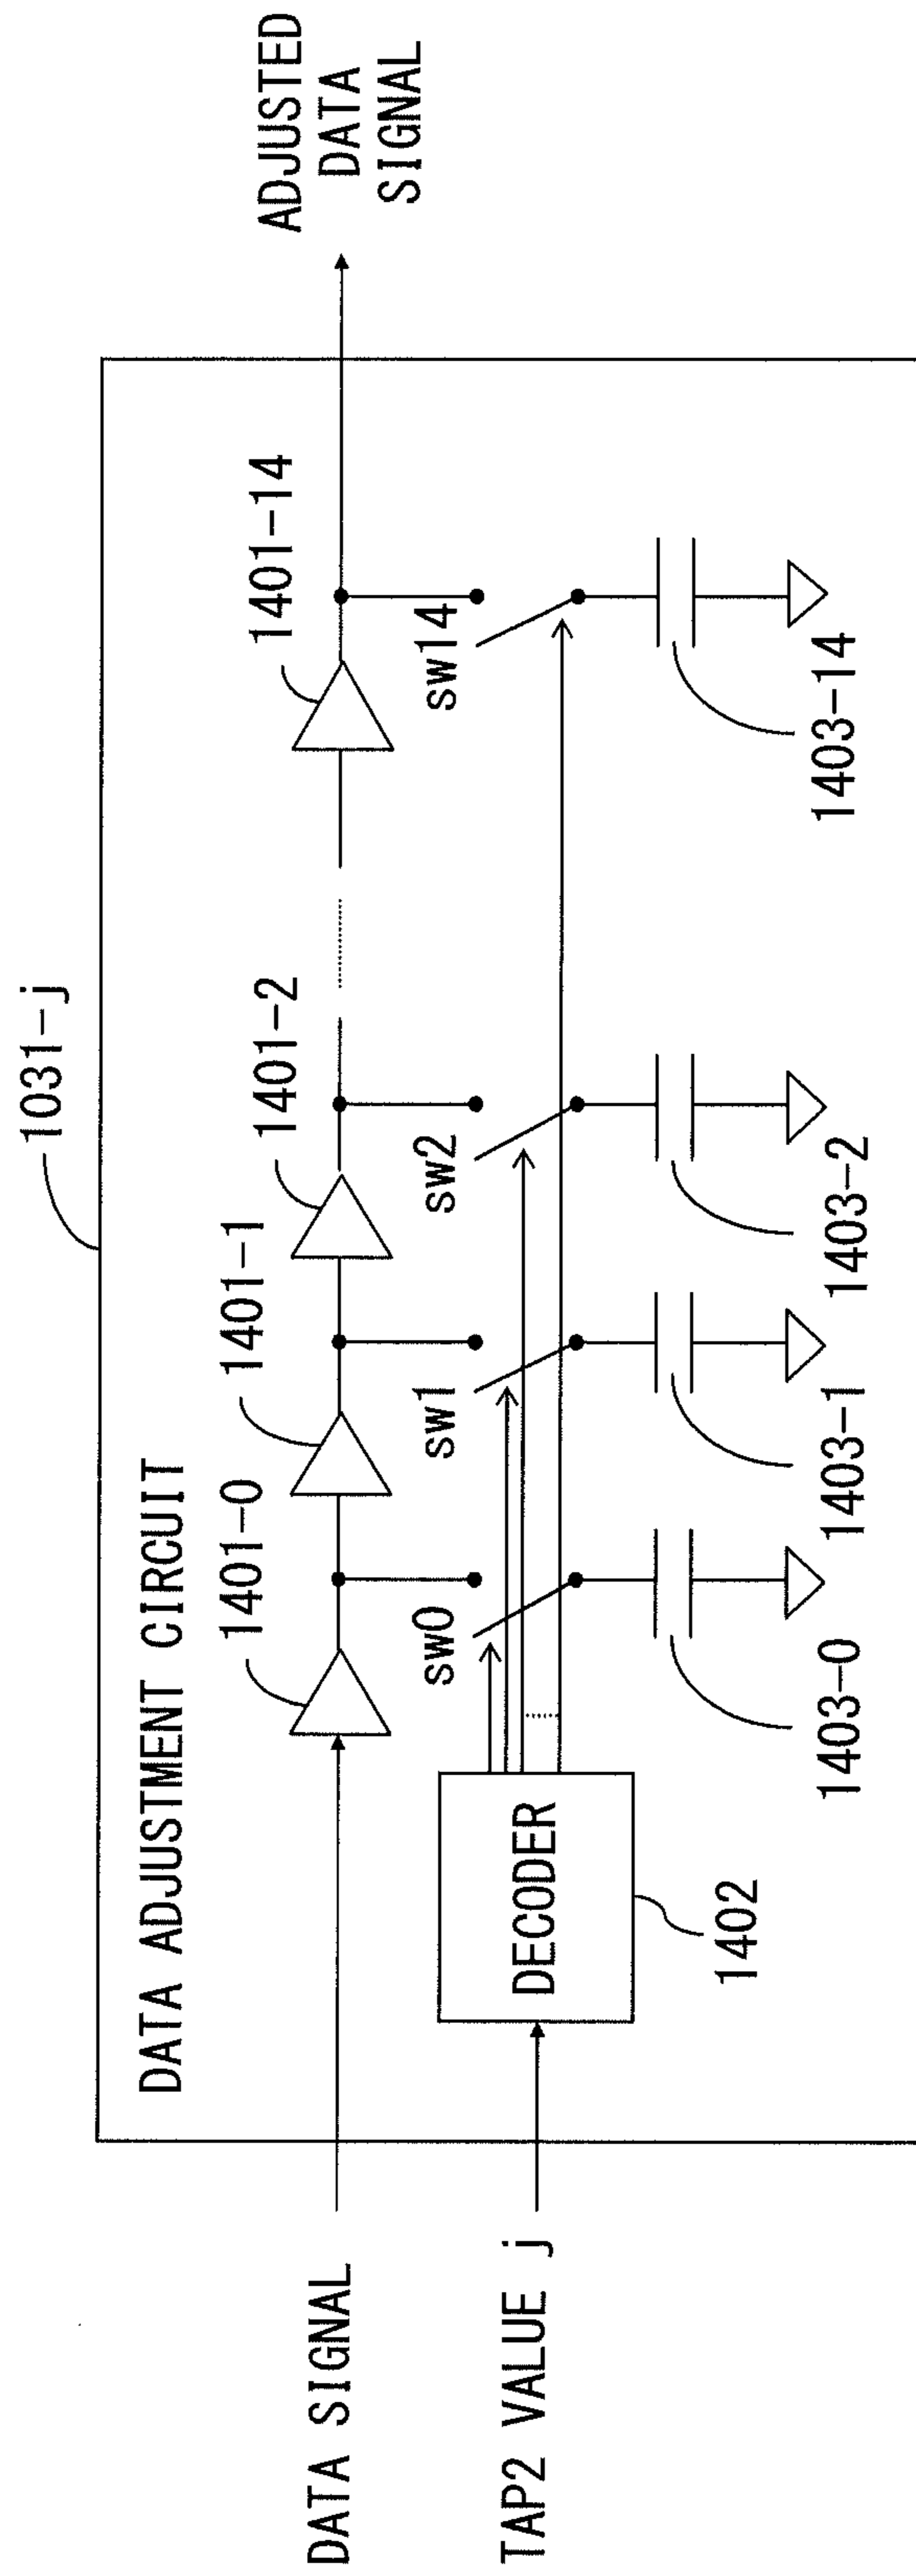 1031-j
DATA ADJUSTMENT CIRCUIT
1401-0
1401-1
1401-2
1401-14
DATA SIGNAL
ADJUSTED
DATA
SIGNAL
sw0
sw1
sw2
sw14
TAP2 VALUE j
DECODER
1402
1403-0
1403-1
1403-2
1403-14